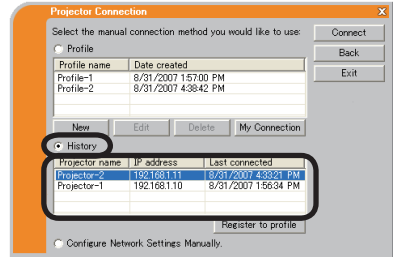 Projector Connection X
Select the manual connection method you would like to use:
Connect
Profile
Back
Profile name Date created
Exit
Profile-1 8/31/2007 1:57:00 PM
Profile-2 8/31/2007 4:38:42 PM
New Edit Delete My Connection
History
Projector name IP address Last connected
Projector-2 192.168.1.11 8/31/2007 4:33:21 PM
Projector-1 192.168.1.10 8/31/2007 1:56:34 PM
Register to profile
Configure Network Settings Manually.